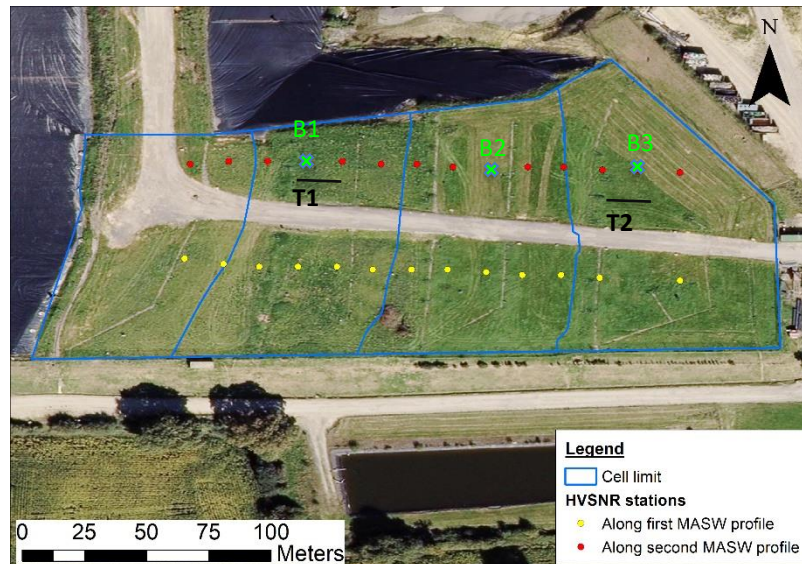 N
B1
B2
B3
T1
T2
Legend
Cell limit
HVSNR stations
Along first MASW profile
Along second MASW profile
0 25 50 75 100
Meters